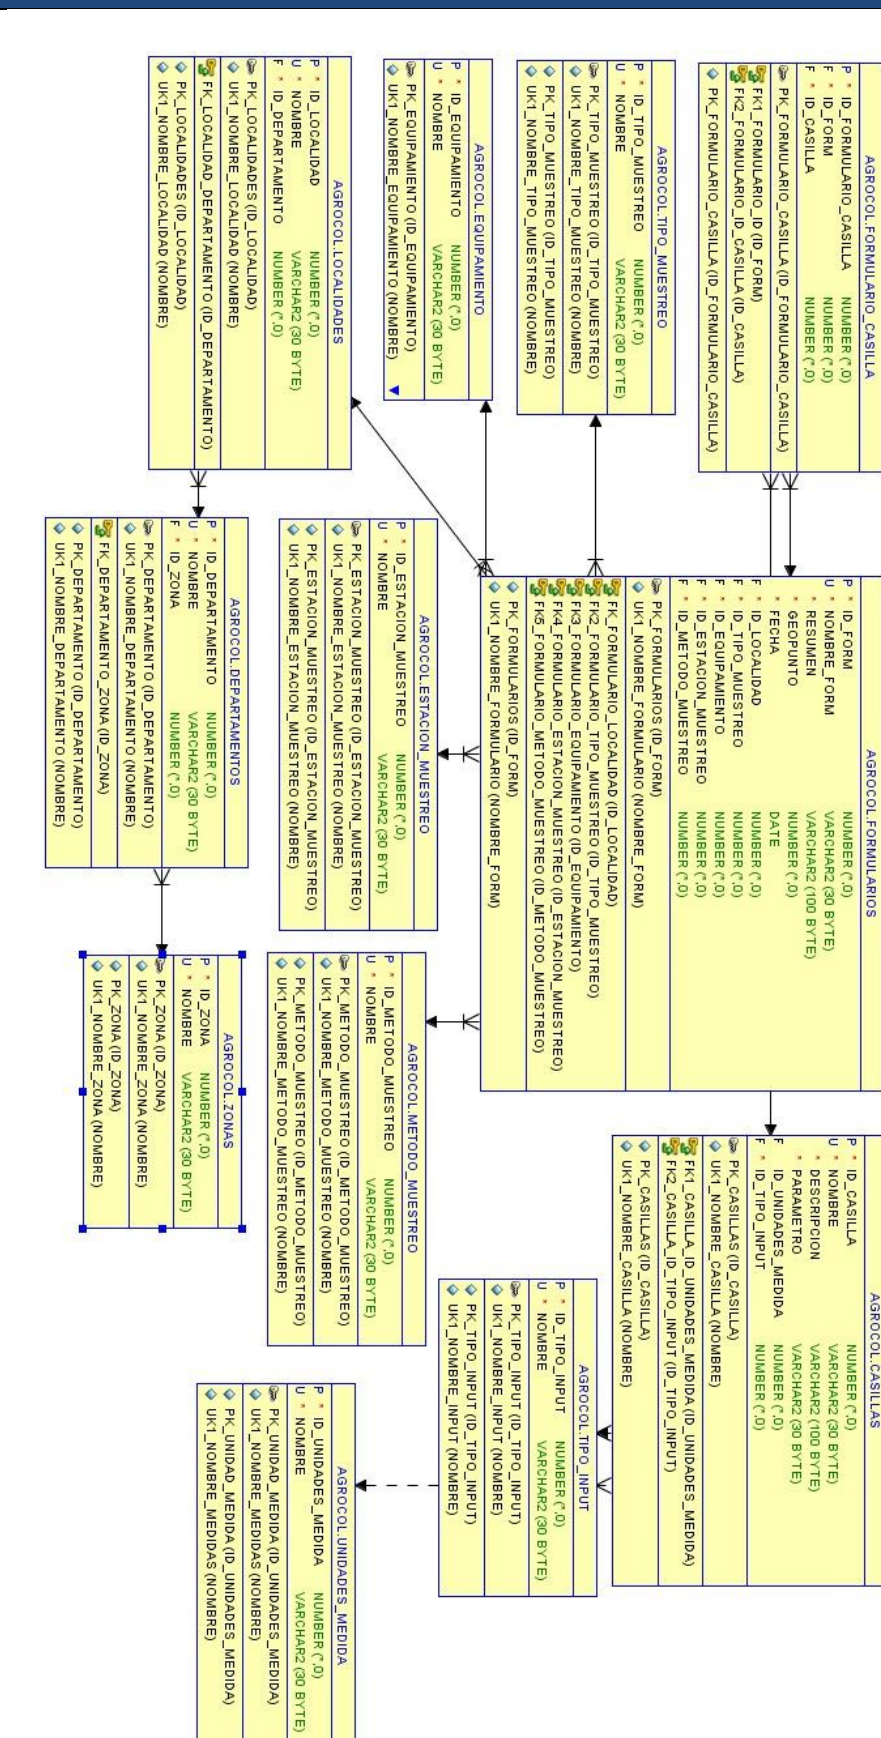 AGROCOL.FORMULARIO_CASILLA
P * ID_FORMULARIO_CASILLA NUMBER (*,0)
F * ID_FORM NUMBER (*,0)
F * ID_CASILLA NUMBER (*,0)
PK_FORMULARIO_CASILLA (ID_FORMULARIO_CASILLA)
FK1_FORMULARIO_ID (ID_FORM)
FK2_FORMULARIO_ID_CASILLA (ID_CASILLA)
PK_FORMULARIO_CASILLA (ID_FORMULARIO_CASILLA)
AGROCOL.FORMULARIOS
P * ID_FORM NUMBER (*,0)
U * NOMBRE_FORM VARCHAR2 (30 BYTE)
* RESUMEN VARCHAR2 (100 BYTE)
* GEOPUNTO NUMBER (*,0)
* FECHA DATE
F * ID_LOCALIDAD NUMBER (*,0)
F * ID_TIPO_MUESTREO NUMBER (*,0)
F * ID_EQUIPAMIENTO NUMBER (*,0)
F * ID_ESTACION_MUESTREO NUMBER (*,0)
F * ID_METODO_MUESTREO NUMBER (*,0)
PK_FORMULARIOS (ID_FORM)
UK1_NOMBRE_FORMULARIO (NOMBRE_FORM)
FK_FORMULARIO_LOCALIDAD (ID_LOCALIDAD)
FK2_FORMULARIO_TIPO_MUESTREO (ID_TIPO_MUESTREO)
FK3_FORMULARIO_EQUIPAMIENTO (ID_EQUIPAMIENTO)
FK4_FORMULARIO_ESTACION_MUESTREO (ID_ESTACION_MUESTREO)
FK5_FORMULARIO_METODO_MUESTREO (ID_METODO_MUESTREO)
PK_FORMULARIOS (ID_FORM)
UK1_NOMBRE_FORMULARIO (NOMBRE_FORM)
AGROCOL.CASILLAS
P * ID_CASILLA NUMBER (*,0)
U * NOMBRE VARCHAR2 (30 BYTE)
* DESCRIPCION VARCHAR2 (100 BYTE)
* PARAMETRO VARCHAR2 (30 BYTE)
F * ID_UNIDADES_MEDIDA NUMBER (*,0)
F * ID_TIPO_INPUT NUMBER (*,0)
PK_CASILLAS (ID_CASILLA)
UK1_NOMBRE_CASILLA (NOMBRE)
FK1_CASILLA_ID_UNIDADES_MEDIDA (ID_UNIDADES_MEDIDA)
FK2_CASILLA_ID_TIPO_INPUT (ID_TIPO_INPUT)
PK_CASILLAS (ID_CASILLA)
UK1_NOMBRE_CASILLA (NOMBRE)
AGROCOL.TIPO_MUESTREO
P * ID_TIPO_MUESTREO NUMBER (*,0)
U * NOMBRE VARCHAR2 (30 BYTE)
PK_TIPO_MUESTREO (ID_TIPO_MUESTREO)
UK1_NOMBRE_TIPO_MUESTREO (NOMBRE)
PK_TIPO_MUESTREO (ID_TIPO_MUESTREO)
UK1_NOMBRE_TIPO_MUESTREO (NOMBRE)
AGROCOL.EQUIPAMIENTO
P * ID_EQUIPAMIENTO NUMBER (*,0)
U * NOMBRE VARCHAR2 (30 BYTE)
PK_EQUIPAMIENTO (ID_EQUIPAMIENTO)
UK1_NOMBRE_EQUIPAMIENTO (NOMBRE)
AGROCOL.LOCALIDADES
P * ID_LOCALIDAD NUMBER (*,0)
U * NOMBRE VARCHAR2 (30 BYTE)
F * ID_DEPARTAMENTO NUMBER (*,0)
PK_LOCALIDADES (ID_LOCALIDAD)
UK1_NOMBRE_LOCALIDAD (NOMBRE)
FK_LOCALIDAD_DEPARTAMENTO (ID_DEPARTAMENTO)
PK_LOCALIDADES (ID_LOCALIDAD)
UK1_NOMBRE_LOCALIDAD (NOMBRE)
AGROCOL.ESTACION_MUESTREO
P * ID_ESTACION_MUESTREO NUMBER (*,0)
U * NOMBRE VARCHAR2 (30 BYTE)
PK_ESTACION_MUESTREO (ID_ESTACION_MUESTREO)
UK1_NOMBRE_ESTACION_MUESTREO (NOMBRE)
PK_ESTACION_MUESTREO (ID_ESTACION_MUESTREO)
UK1_NOMBRE_ESTACION_MUESTREO (NOMBRE)
AGROCOL.DEPARTAMENTOS
P * ID_DEPARTAMENTO NUMBER (*,0)
U * NOMBRE VARCHAR2 (30 BYTE)
F * ID_ZONA NUMBER (*,0)
PK_DEPARTAMENTO (ID_DEPARTAMENTO)
UK1_NOMBRE_DEPARTAMENTO (NOMBRE)
FK_DEPARTAMENTO_ZONA (ID_ZONA)
PK_DEPARTAMENTO (ID_DEPARTAMENTO)
UK1_NOMBRE_DEPARTAMENTO (NOMBRE)
AGROCOL.METODO_MUESTREO
P * ID_METODO_MUESTREO NUMBER (*,0)
U * NOMBRE VARCHAR2 (30 BYTE)
PK_METODO_MUESTREO (ID_METODO_MUESTREO)
UK1_NOMBRE_METODO_MUESTREO (NOMBRE)
PK_METODO_MUESTREO (ID_METODO_MUESTREO)
UK1_NOMBRE_METODO_MUESTREO (NOMBRE)
AGROCOL.ZONAS
P * ID_ZONA NUMBER (*,0)
U * NOMBRE VARCHAR2 (30 BYTE)
PK_ZONA (ID_ZONA)
UK1_NOMBRE_ZONA (NOMBRE)
PK_ZONA (ID_ZONA)
UK1_NOMBRE_ZONA (NOMBRE)
AGROCOL.TIPO_INPUT
P * ID_TIPO_INPUT NUMBER (*,0)
U * NOMBRE VARCHAR2 (30 BYTE)
PK_TIPO_INPUT (ID_TIPO_INPUT)
UK1_NOMBRE_INPUT (NOMBRE)
PK_TIPO_INPUT (ID_TIPO_INPUT)
UK1_NOMBRE_INPUT (NOMBRE)
AGROCOL.UNIDADES_MEDIDA
P * ID_UNIDADES_MEDIDA NUMBER (*,0)
U * NOMBRE VARCHAR2 (30 BYTE)
PK_UNIDAD_MEDIDA (ID_UNIDADES_MEDIDA)
UK1_NOMBRE_MEDIDAS (NOMBRE)
PK_UNIDAD_MEDIDA (ID_UNIDADES_MEDIDA)
UK1_NOMBRE_MEDIDAS (NOMBRE)